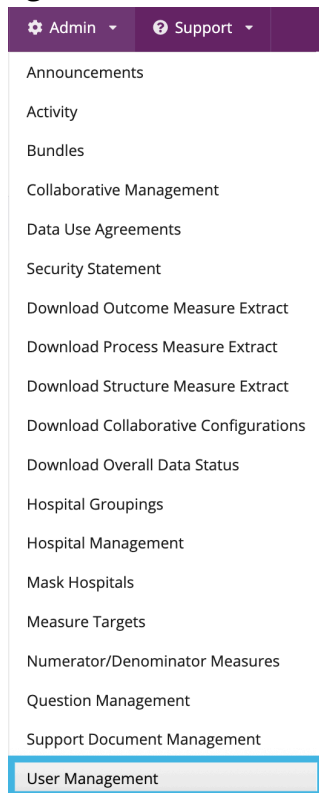 Admin Support
Announcements
Activity
Bundles
Collaborative Management
Data Use Agreements
Security Statement
Download Outcome Measure Extract
Download Process Measure Extract
Download Structure Measure Extract
Download Collaborative Configurations
Download Overall Data Status
Hospital Groupings
Hospital Management
Mask Hospitals
Measure Targets
Numerator/Denominator Measures
Question Management
Support Document Management
User Management